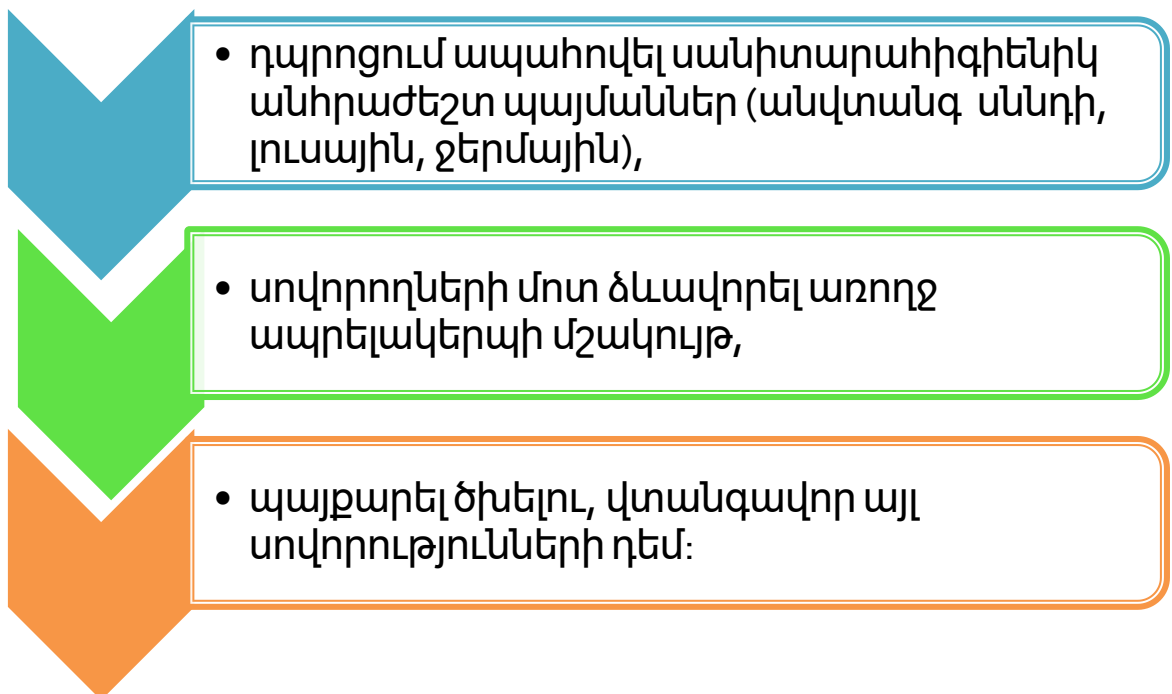 • դպրոցում ապահովել սանիտարահիգիենիկ
անհրաժեշտ պայմաններ (անվտանգ սննդի,
լուսային, ջերմային),
• սովորողների մոտ ձևավորել առողջ
ապրելակերպի մշակույթ,
• պայքարել ծխելու, վտանգավոր այլ
սովորությունների դեմ: